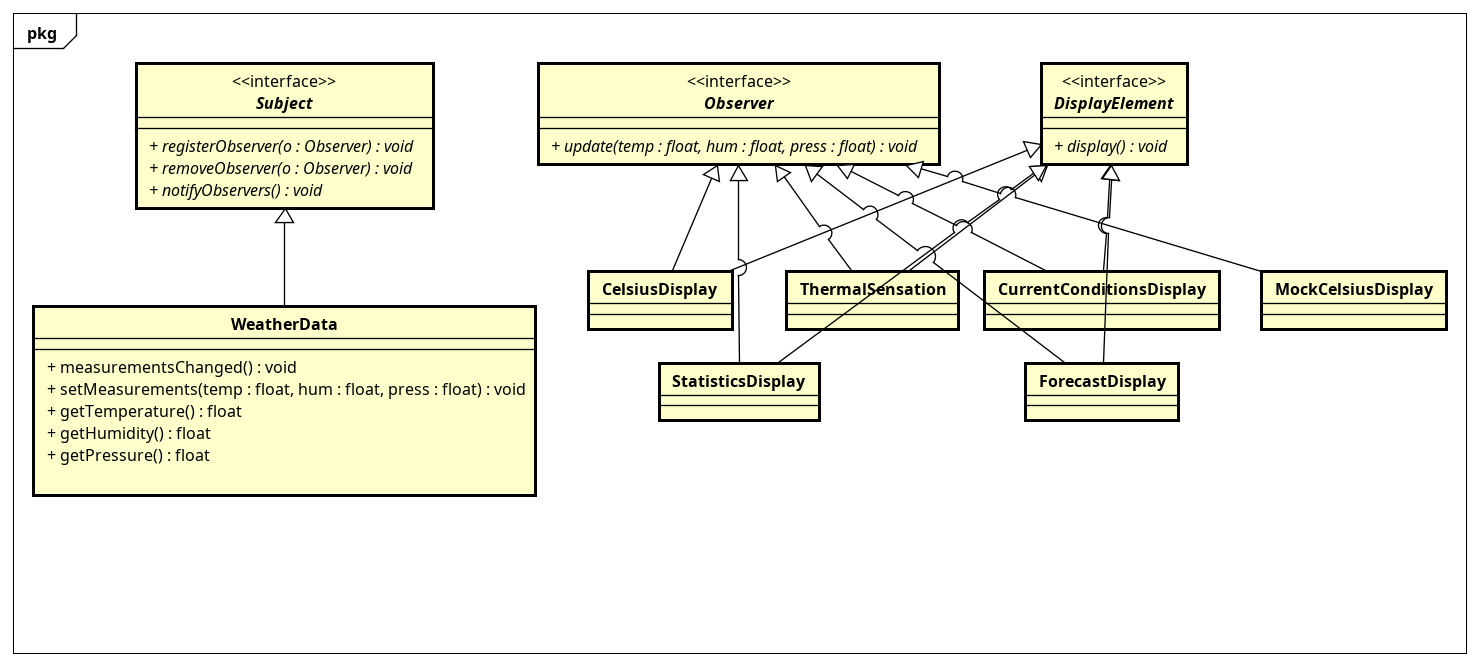 pkg
<<interface>>
Subject
+ registerObserver(o : Observer) : void
+ removeObserver(o : Observer) : void
+ notifyObservers() : void
<<interface>>
Observer
+ update(temp : float, hum : float, press : float) : void
<<interface>>
DisplayElement
+ display() : void
CelsiusDisplay
ThermalSensation
CurrentConditionsDisplay
MockCelsiusDisplay
WeatherData
+ measurementsChanged() : void
+ setMeasurements(temp : float, hum : float, press : float) : void
+ getTemperature() : float
+ getHumidity() : float
+ getPressure() : float
StatisticsDisplay
ForecastDisplay